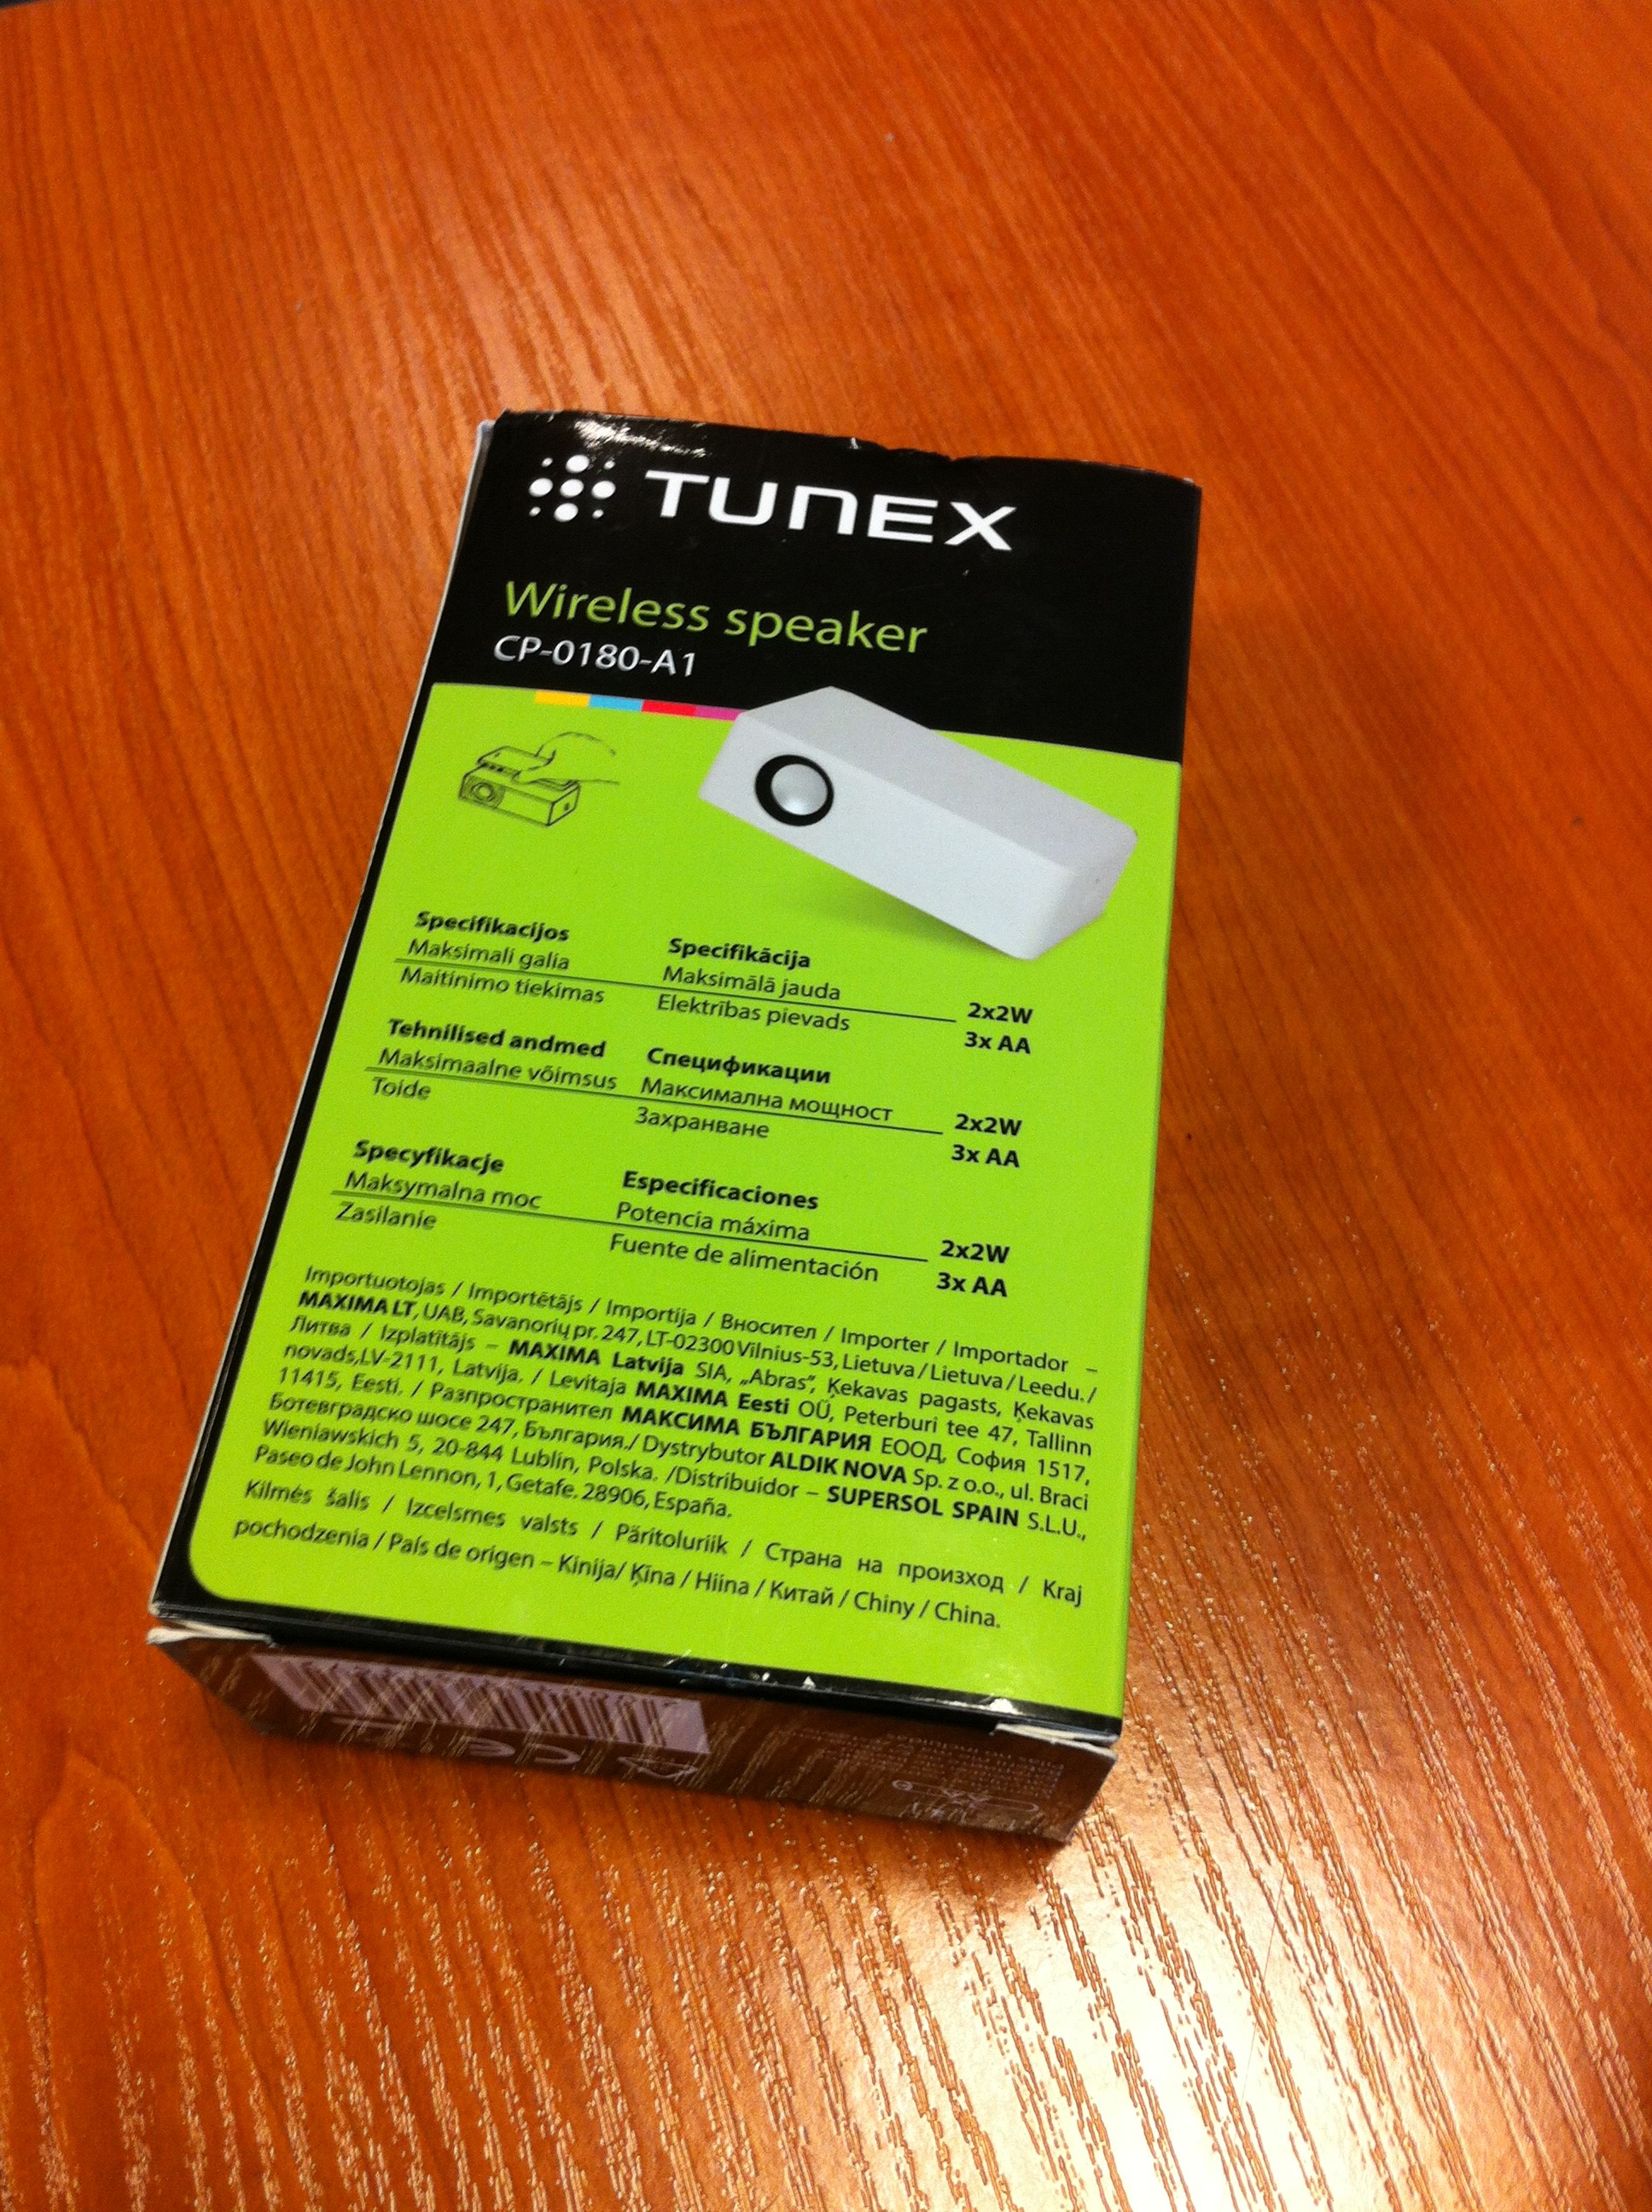 TUNEX
Wireless speaker
CP-0180-A1
Specifikacijos Specifikācija
Maksimali galia Maksimālā jauda 2x2W
Maitinimo tiekimas Elektrības pievads 3x AA
Tehnilised andmed Спецификации
Maksimaalne võimsus Максимална мощност 2x2W
Toide Захранване 3x AA
Specyfikacje Especificaciones
Maksymalna moc Potencia máxima 2x2W
Zasilanie Fuente de alimentación 3x AA
Importuotojas / Importētājs / Importija / Вносител / Importer / Importador –
MAXIMA LT, UAB, Savanorių pr. 247, LT-02300 Vilnius-53, Lietuva / Lietuva / Leedu. /
Литва / Izplatītājs – MAXIMA Latvija SIA, „Abras”, Ķekavas pagasts, Ķekavas
novads,LV-2111, Latvija. / Levitaja MAXIMA Eesti OÜ, Peterburi tee 47, Tallinn
11415, Eesti. / Разпространител МАКСИМА БЪЛГАРИЯ ЕООД, София 1517,
Ботевградско шосе 247, България./ Dystrybutor ALDIK NOVA Sp. z o.o., ul. Braci
Wieniawskich 5, 20-844 Lublin, Polska. /Distribuidor – SUPERSOL SPAIN S.L.U.,
Paseo de John Lennon, 1, Getafe. 28906, España.
Kilmės šalis / Izcelsmes valsts / Päritoluriik / Страна на произход / Kraj
pochodzenia / País de origen – Kinija/ Ķīna / Hiina / Китай / Chiny / China.